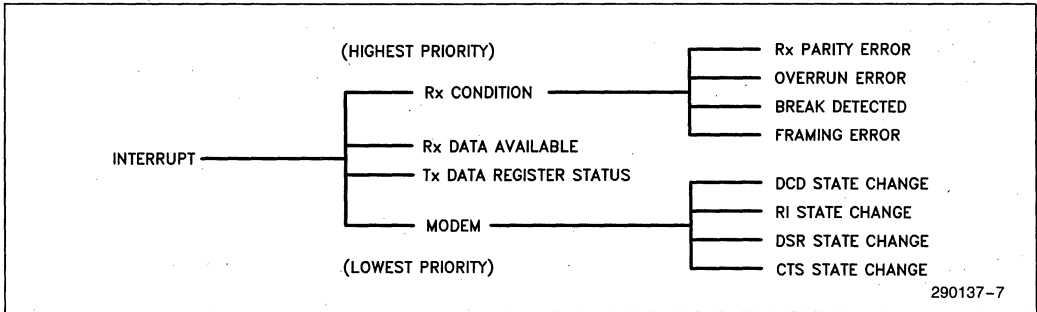 (HIGHEST PRIORITY)
Rx PARITY ERROR
OVERRUN ERROR
Rx CONDITION
BREAK DETECTED
FRAMING ERROR
Rx DATA AVAILABLE
INTERRUPT
Tx DATA REGISTER STATUS
DCD STATE CHANGE
RI STATE CHANGE
MODEM
DSR STATE CHANGE
(LOWEST PRIORITY)
CTS STATE CHANGE
290137-7